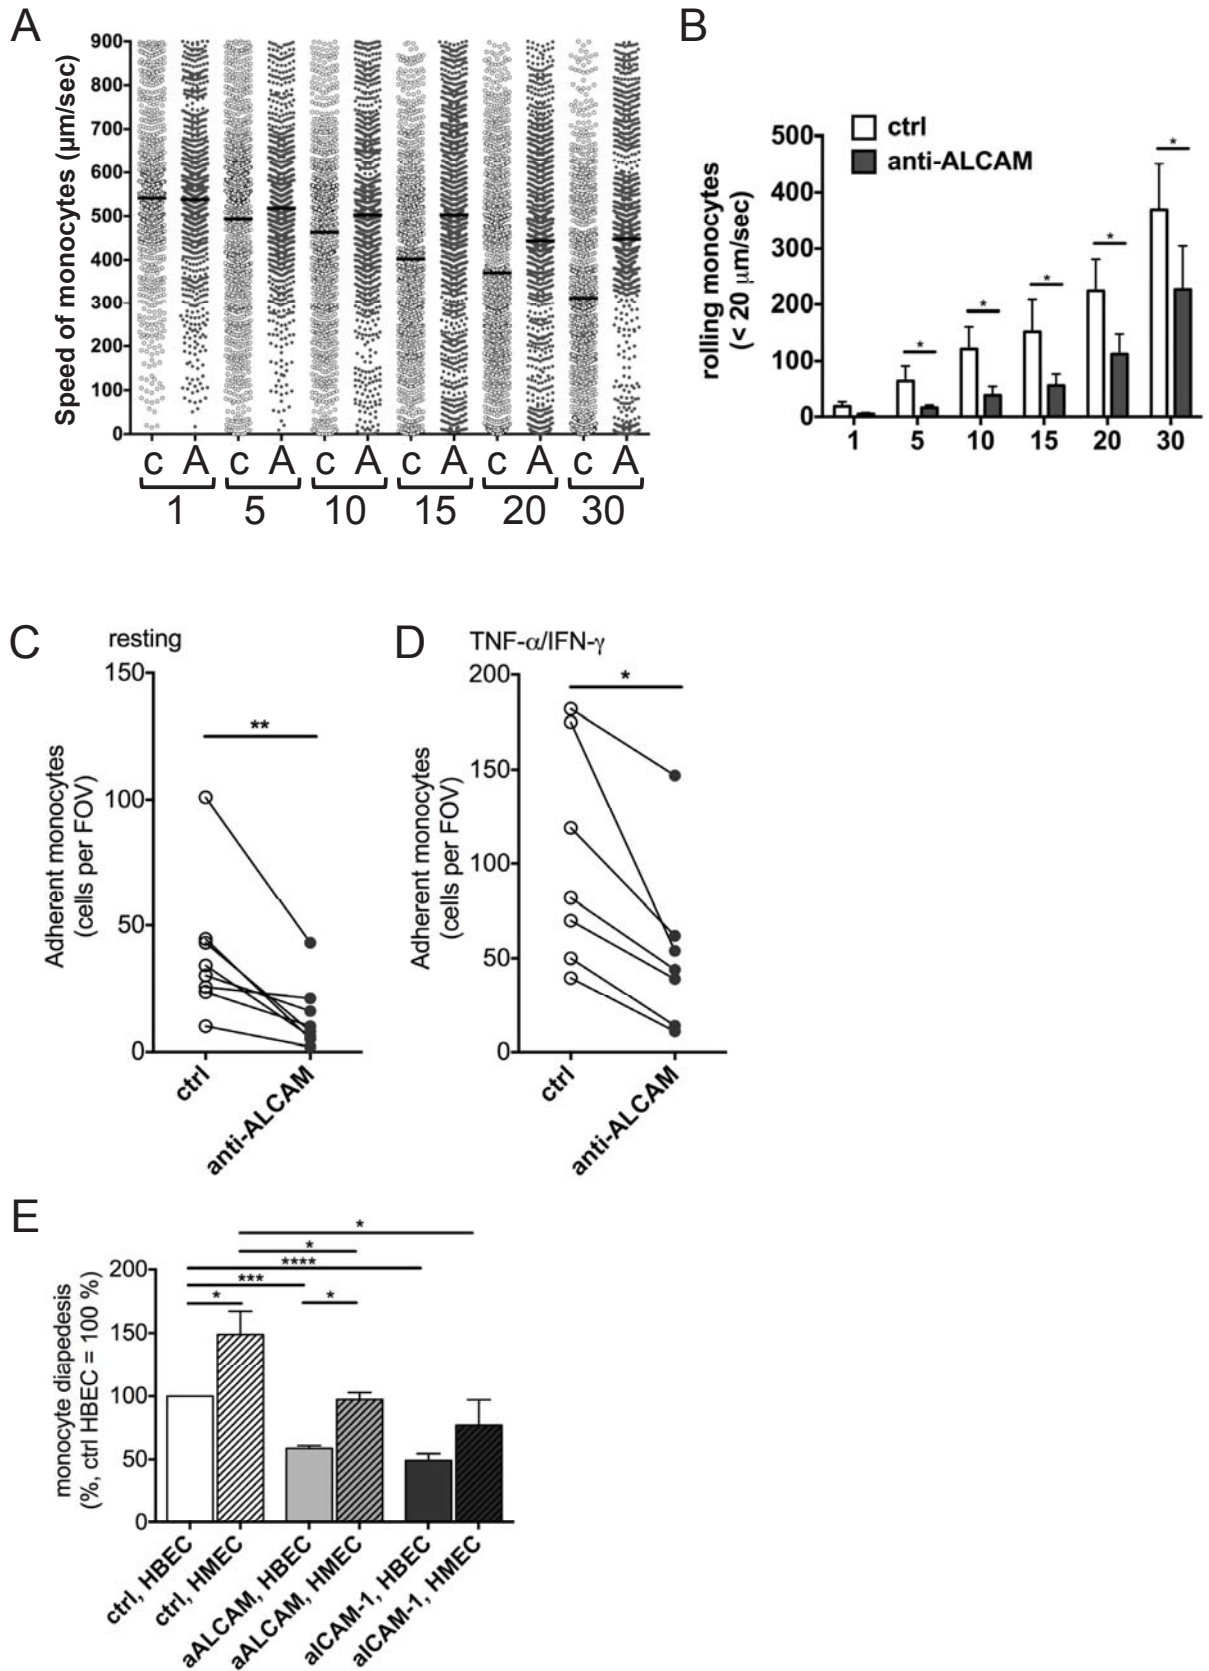 A
Speed of monocytes (μm/sec)
900
800
700
600
500
400
300
200
100
0
c A c A c A c A c A c A
1 5 10 15 20 30
B
rolling monocytes
(< 20 μm/sec)
500
400
300
200
100
0
ctrl
anti-ALCAM
*
*
*
*
*
1 5 10 15 20 30
C
resting
Adherent monocytes
(cells per FOV)
150
100
50
0
**
ctrl
anti-ALCAM
D
TNF-α/IFN-γ
Adherent monocytes
(cells per FOV)
200
150
100
50
0
*
ctrl
anti-ALCAM
E
monocyte diapedesis
(%, ctrl HBEC = 100 %)
200
150
100
50
0
*
*
****
***
*
*
ctrl, HBEC
ctrl, HMEC
aALCAM, HBEC
aALCAM, HMEC
aICAM-1, HBEC
aICAM-1, HMEC